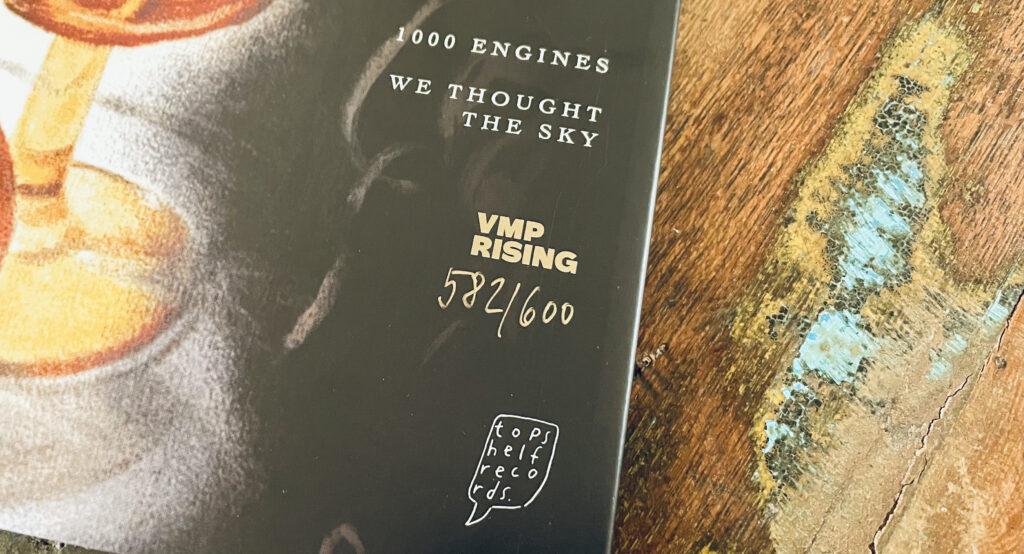 1000 ENGINES
WE THOUGHT
THE SKY
VMP
RISING
582/600
tops
helf
reco
rds.